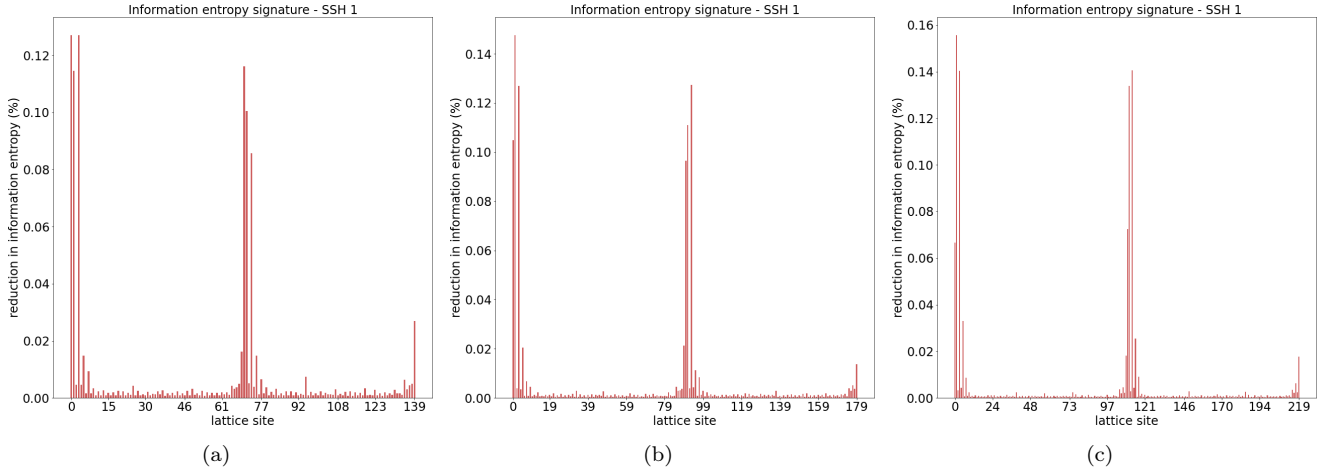 Information entropy signature - SSH 1
reduction in information entropy (%)
0.12
0.10
0.08
0.06
0.04
0.02
0.00
0 15 30 46 61 77 92 108 123 139
lattice site
(a)
Information entropy signature - SSH 1
reduction in information entropy (%)
0.14
0.12
0.10
0.08
0.06
0.04
0.02
0.00
0 19 39 59 79 99 119 139 159 179
lattice site
(b)
Information entropy signature - SSH 1
reduction in information entropy (%)
0.16
0.14
0.12
0.10
0.08
0.06
0.04
0.02
0.00
0 24 48 73 97 121 146 170 194 219
lattice site
(c)